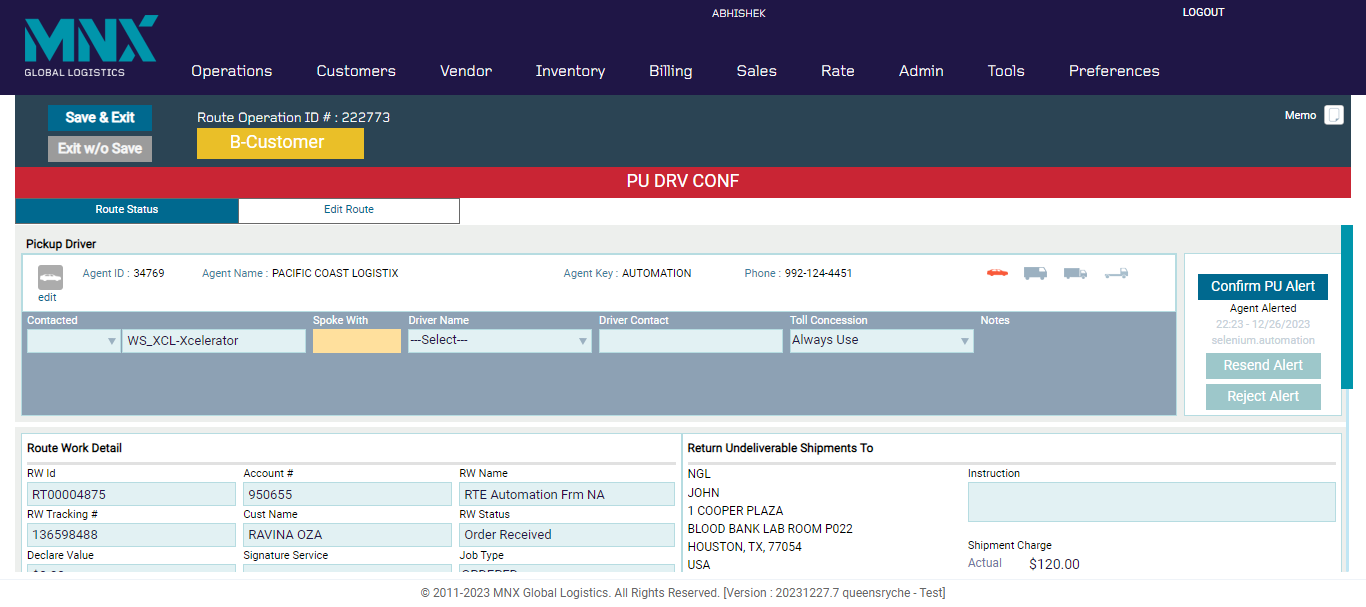 ABHISHEK
LOGOUT
MNX
GLOBAL LOGISTICS
Operations Customers Vendor Inventory Billing Sales Rate Admin Tools Preferences
Save & Exit
Exit w/o Save
Route Operation ID # : 222773
B-Customer
Memo
PU DRV CONF
Route Status Edit Route
Pickup Driver
edit
Agent ID : 34769 Agent Name : PACIFIC COAST LOGISTIX Agent Key : AUTOMATION Phone : 992-124-4451
Contacted Spoke With Driver Name Driver Contact Toll Concession Notes
WS_XCL-Xcelerator ---Select--- Always Use
Confirm PU Alert
Agent Alerted
22:23 - 12/26/2023
selenium.automation
Resend Alert
Reject Alert
Route Work Detail
RW Id Account # RW Name
RT00004875 950655 RTE Automation Frm NA
RW Tracking # Cust Name RW Status
136598488 RAVINA OZA Order Received
Declare Value Signature Service Job Type
Return Undeliverable Shipments To
NGL
JOHN
1 COOPER PLAZA
BLOOD BANK LAB ROOM P022
HOUSTON, TX, 77054
USA
Instruction
Shipment Charge
Actual $120.00
© 2011-2023 MNX Global Logistics. All Rights Reserved. [Version : 20231227.7 queensryche - Test]